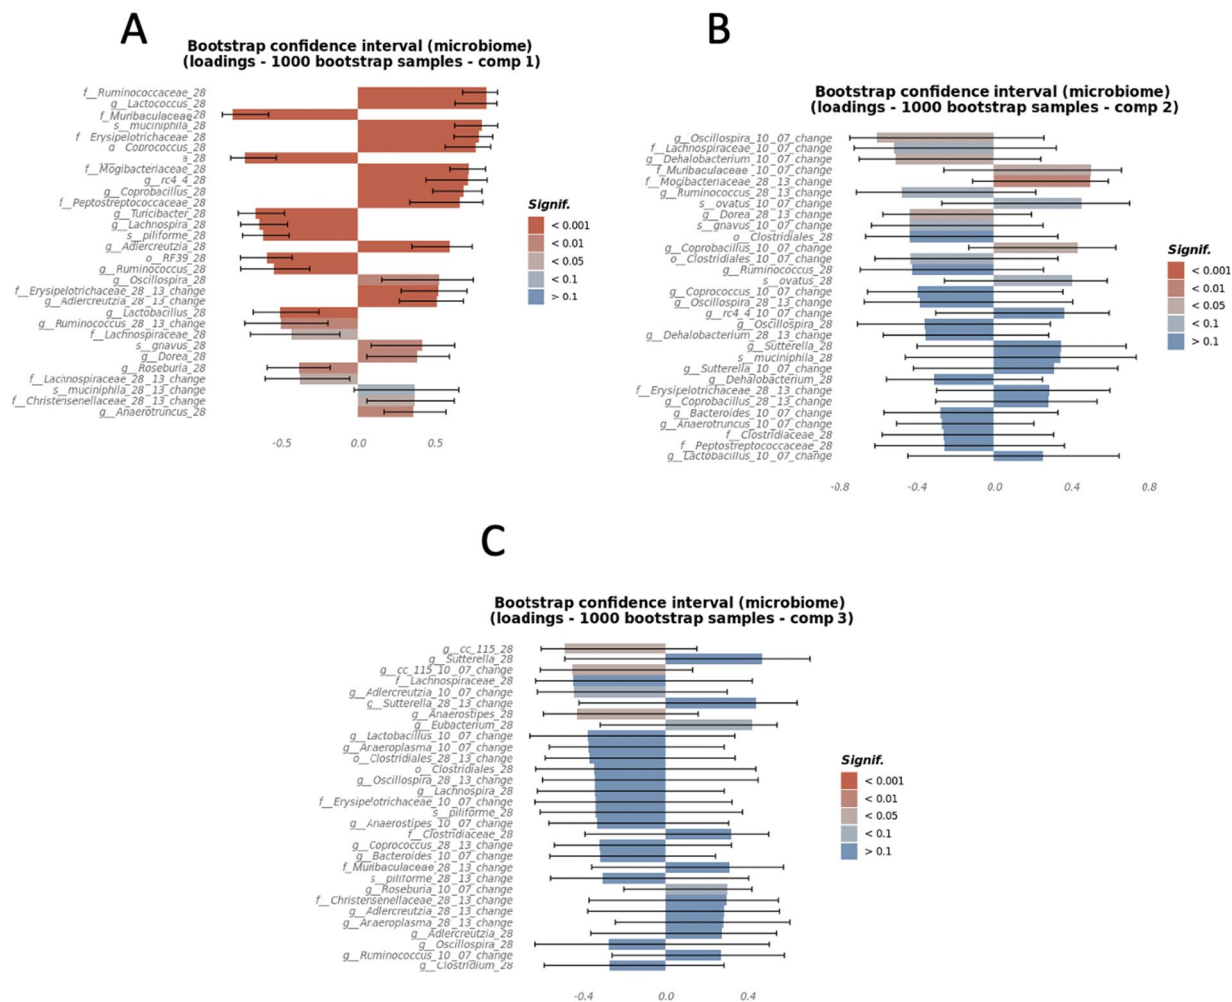 A
Bootstrap confidence interval (microbiome)
(loadings - 1000 bootstrap samples - comp 1)
f__Ruminococcaceae_28
g__Lactococcus_28
f_Muribaculaceae_28
s__muciniphila_28
f Erysipelotrichaceae 28
Coprococcus_28
a_28
f__Mogibacteriaceae_28
g__rc4_4_28
g__Coprobacillus_28
f__Peptostreptococcaceae_28
g__Turicibacter_28
g__Lachnospira_28
s__piliforme_28
g__Adlercreutzia_28
o__RF39_28
g__Ruminococcus_28
g__Oscillospira_28
f__Erysipelotrichaceae_28_13_change
g__Adlercreutzia_28_13_change
g__Lactobacillus_28
g__Ruminococcus_28_13_change
f__Lachnospiraceae_28
s__gnavus_28
g__Dorea_28
g__Roseburia_28
f__Lachnospiraceae_28_13_change
s__muciniphila_28_13_change
f__Christensenellaceae_28_13_change
g__Anaerotruncus_28
-0.5 0.0 0.5
Signif.
< 0.001
< 0.01
< 0.05
< 0.1
> 0.1
B
Bootstrap confidence interval (microbiome)
(loadings - 1000 bootstrap samples - comp 2)
g__Oscillospira_10_07_change
f__Lachnospiraceae_10_07_change
g__Dehalobacterium_10_07_change
f_Muribaculaceae_10_07_change
f__Mogibacteriaceae_28_13_change
g__Ruminococcus_28_13_change
s__ovatus_10_07_change
g__Dorea_28_13_change
s__gnavus_10_07_change
o__Clostridiales_28
g__Coprobacillus_10_07_change
o__Clostridiales_10_07_change
g__Ruminococcus_28
s__ovatus_28
g__Coprococcus_10_07_change
g__Oscillospira_28_13_change
g__rc4_4_10_07_change
g__Oscillospira_28
g__Dehalobacterium_28_13_change
g__Sutterella_28
s__muciniphila_28
g__Sutterella_10_07_change
g__Dehalobacterium_28
f__Erysipelotrichaceae_28_13_change
g__Coprobacillus_28_13_change
g__Bacteroides_10_07_change
g__Anaerotruncus_10_07_change
f__Clostridiaceae_28
f__Peptostreptococcaceae_28
g__Lactobacillus_10_07_change
-0.8 -0.4 0.0 0.4 0.8
Signif.
< 0.001
< 0.01
< 0.05
< 0.1
> 0.1
C
Bootstrap confidence interval (microbiome)
(loadings - 1000 bootstrap samples - comp 3)
g__cc_115_28
g__Sutterella_28
g__cc_115_10_07_change
f__Lachnospiraceae_28
g__Adlercreutzia_10_07_change
g__Sutterella_28_13_change
g__Anaerostipes_28
g__Eubacterium_28
g__Lactobacillus_10_07_change
g__Anaeroplasma_10_07_change
o__Clostridiales_28_13_change
o__Clostridiales_28
g__Oscillospira_28_13_change
g__Lachnospira_28
f__Erysipelotrichaceae_10_07_change
s__piliforme_28
g__Anaerostipes_10_07_change
f__Clostridiaceae_28
g__Coprococcus_28_13_change
g__Bacteroides_10_07_change
f_Muribaculaceae_28_13_change
s__piliforme_28_13_change
g__Roseburia_10_07_change
f__Christensenellaceae_28_13_change
g__Adlercreutzia_28_13_change
g__Anaeroplasma_28_13_change
g__Adlercreutzia_28
g__Oscillospira_28
g__Ruminococcus_10_07_change
g__Clostridium_28
-0.4 0.0 0.4
Signif.
< 0.001
< 0.01
< 0.05
< 0.1
> 0.1